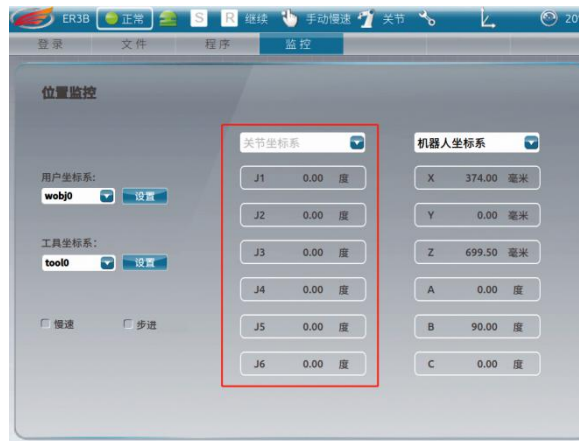 ER3B 正常 S R 继续 手动慢速 关节 20
登录 文件 程序 监控
位置监控
关节坐标系 机器人坐标系
用户坐标系:
wobj0 设置
工具坐标系:
tool0 设置
慢速 步进
J1 0.00 度 X 374.00 毫米
J2 0.00 度 Y 0.00 毫米
J3 0.00 度 Z 699.50 毫米
J4 0.00 度 A 0.00 度
J5 0.00 度 B 90.00 度
J6 0.00 度 C 0.00 度